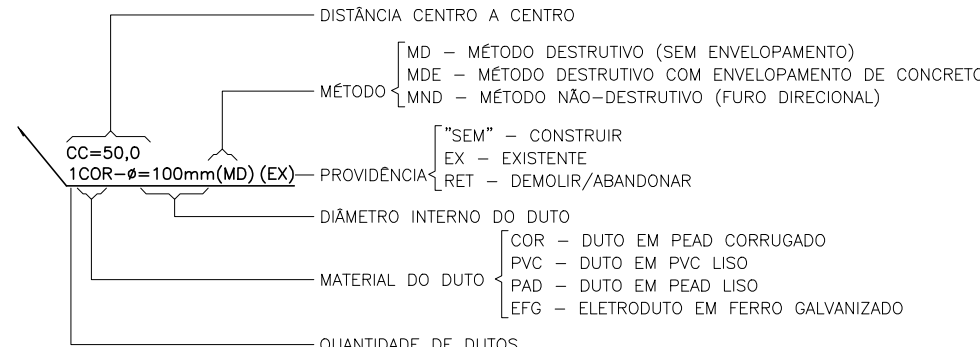 DISTÂNCIA CENTRO A CENTRO
MD – MÉTODO DESTRUTIVO (SEM ENVELOPAMENTO)
MDE – MÉTODO DESTRUTIVO COM ENVELOPAMENTO DE CONCRETO
MÉTODO
MND – MÉTODO NÃO-DESTRUTIVO (FURO DIRECIONAL)
"SEM" – CONSTRUIR
CC=50,0
EX – EXISTENTE
1COR-ø=100mm(MD) (EX)
PROVIDÊNCIA
RET – DEMOLIR/ABANDONAR
DIÂMETRO INTERNO DO DUTO
COR – DUTO EM PEAD CORRUGADO
PVC – DUTO EM PVC LISO
MATERIAL DO DUTO
PAD – DUTO EM PEAD LISO
EFG – ELETRODUTO EM FERRO GALVANIZADO
QUANTIDADE DE DUTOS